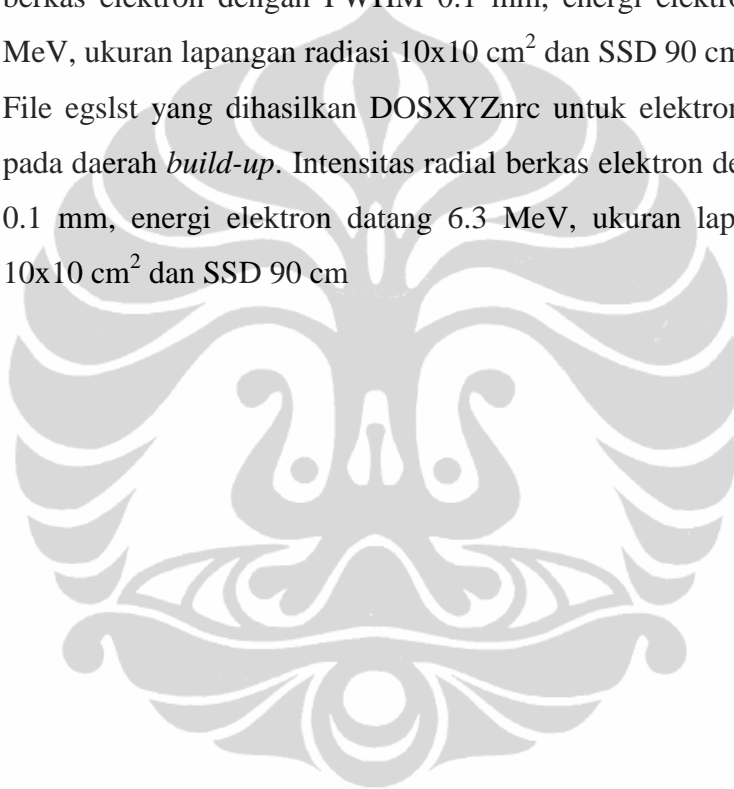 berkas elektron dengan FWHM 0.1 mm, energi elektro
MeV, ukuran lapangan radiasi 10x10 cm² dan SSD 90 cm
File egslst yang dihasilkan DOSXYZnrc untuk elektron
pada daerah build-up. Intensitas radial berkas elektron de
0.1 mm, energi elektron datang 6.3 MeV, ukuran lap
10x10 cm² dan SSD 90 cm